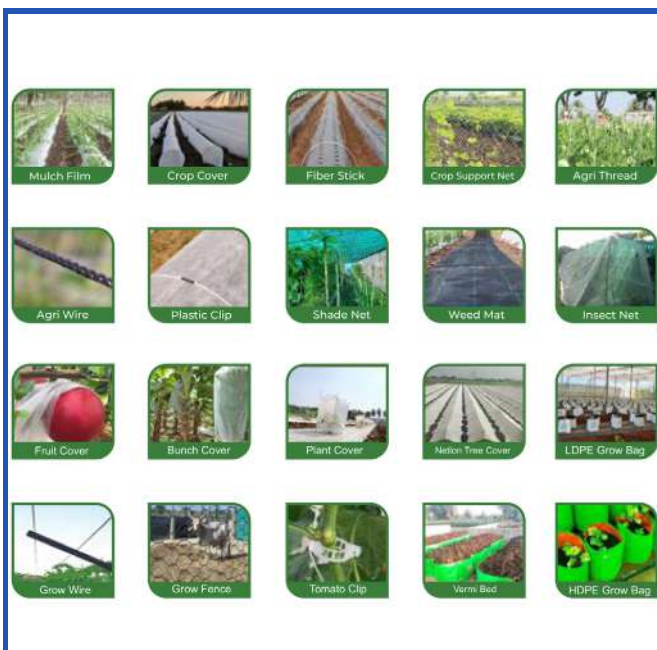 Mulch Film
Crop Cover
Fiber Stick
Crop Support Net
Agri Thread
Agri Wire
Plastic Clip
Shade Net
Weed Mat
Insect Net
Fruit Cover
Bunch Cover
Plant Cover
Netlon Tree Cover
LDPE Grow Bag
Grow Wire
Grow Fence
Tomato Clip
Vermi Bed
HDPE Grow Bag